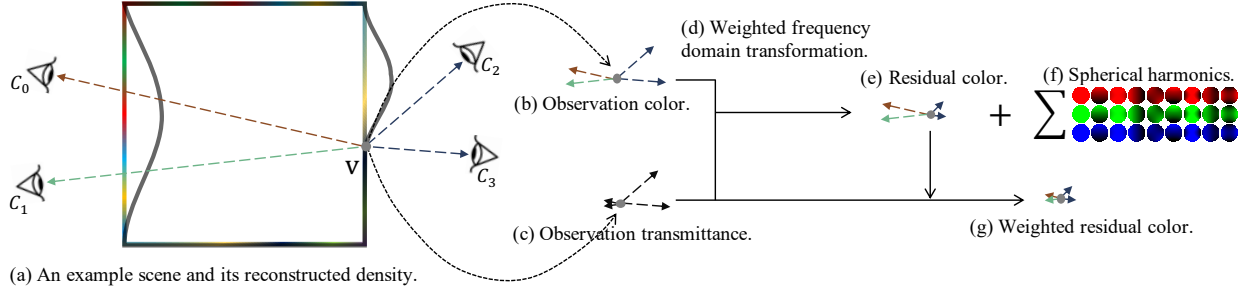 C0
C1
C2
C3
V
(a) An example scene and its reconstructed density.
(b) Observation color.
(c) Observation transmittance.
(d) Weighted frequency
domain transformation.
(e) Residual color.
+
∑
(f) Spherical harmonics.
(g) Weighted residual color.